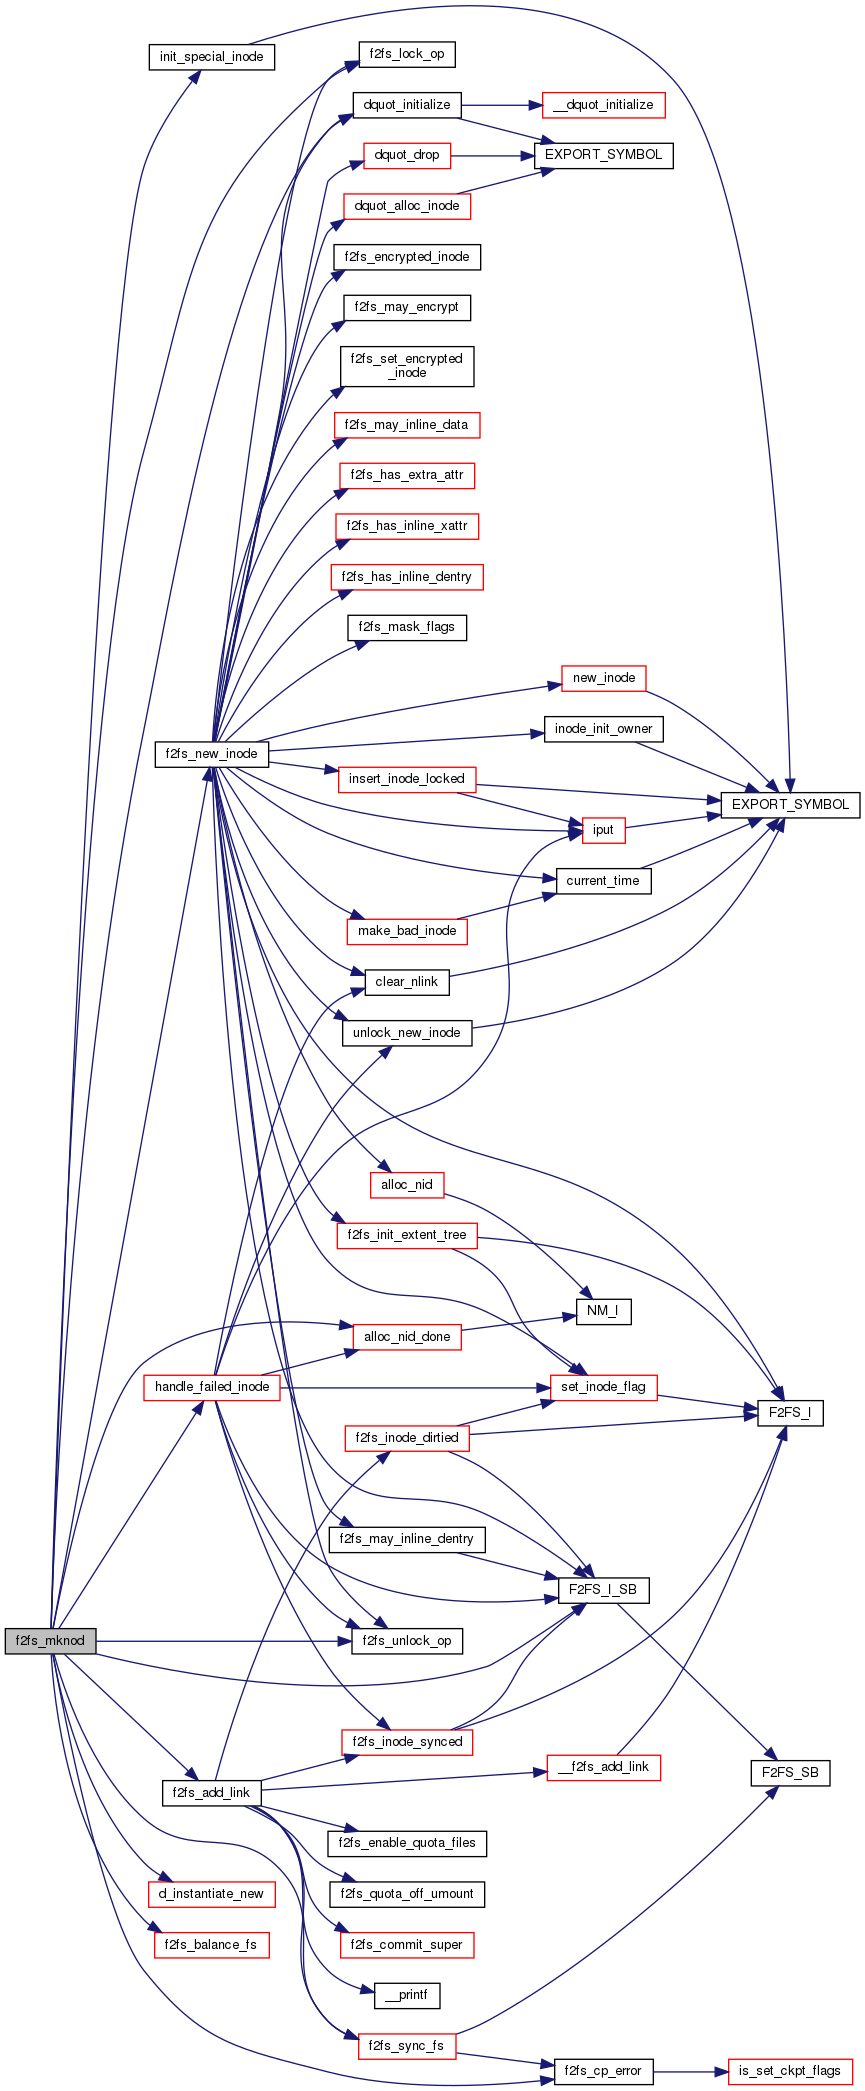 init_special_inode
f2fs_lock_op
dquot_initialize
__dquot_initialize
dquot_drop
EXPORT_SYMBOL
dquot_alloc_inode
f2fs_encrypted_inode
f2fs_may_encrypt
f2fs_set_encrypted
_inode
f2fs_may_inline_data
f2fs_has_extra_attr
f2fs_has_inline_xattr
f2fs_has_inline_dentry
f2fs_mask_flags
new_inode
inode_init_owner
f2fs_new_inode
insert_inode_locked
EXPORT_SYMBOL
iput
current_time
make_bad_inode
clear_nlink
unlock_new_inode
alloc_nid
f2fs_init_extent_tree
NM_I
alloc_nid_done
handle_failed_inode
set_inode_flag
F2FS_I
f2fs_inode_dirtied
f2fs_may_inline_dentry
F2FS_I_SB
f2fs_mknod
f2fs_unlock_op
f2fs_inode_synced
__f2fs_add_link
F2FS_SB
f2fs_add_link
f2fs_enable_quota_files
d_instantiate_new
f2fs_quota_off_umount
f2fs_balance_fs
f2fs_commit_super
__printf
f2fs_sync_fs
f2fs_cp_error
is_set_ckpt_flags